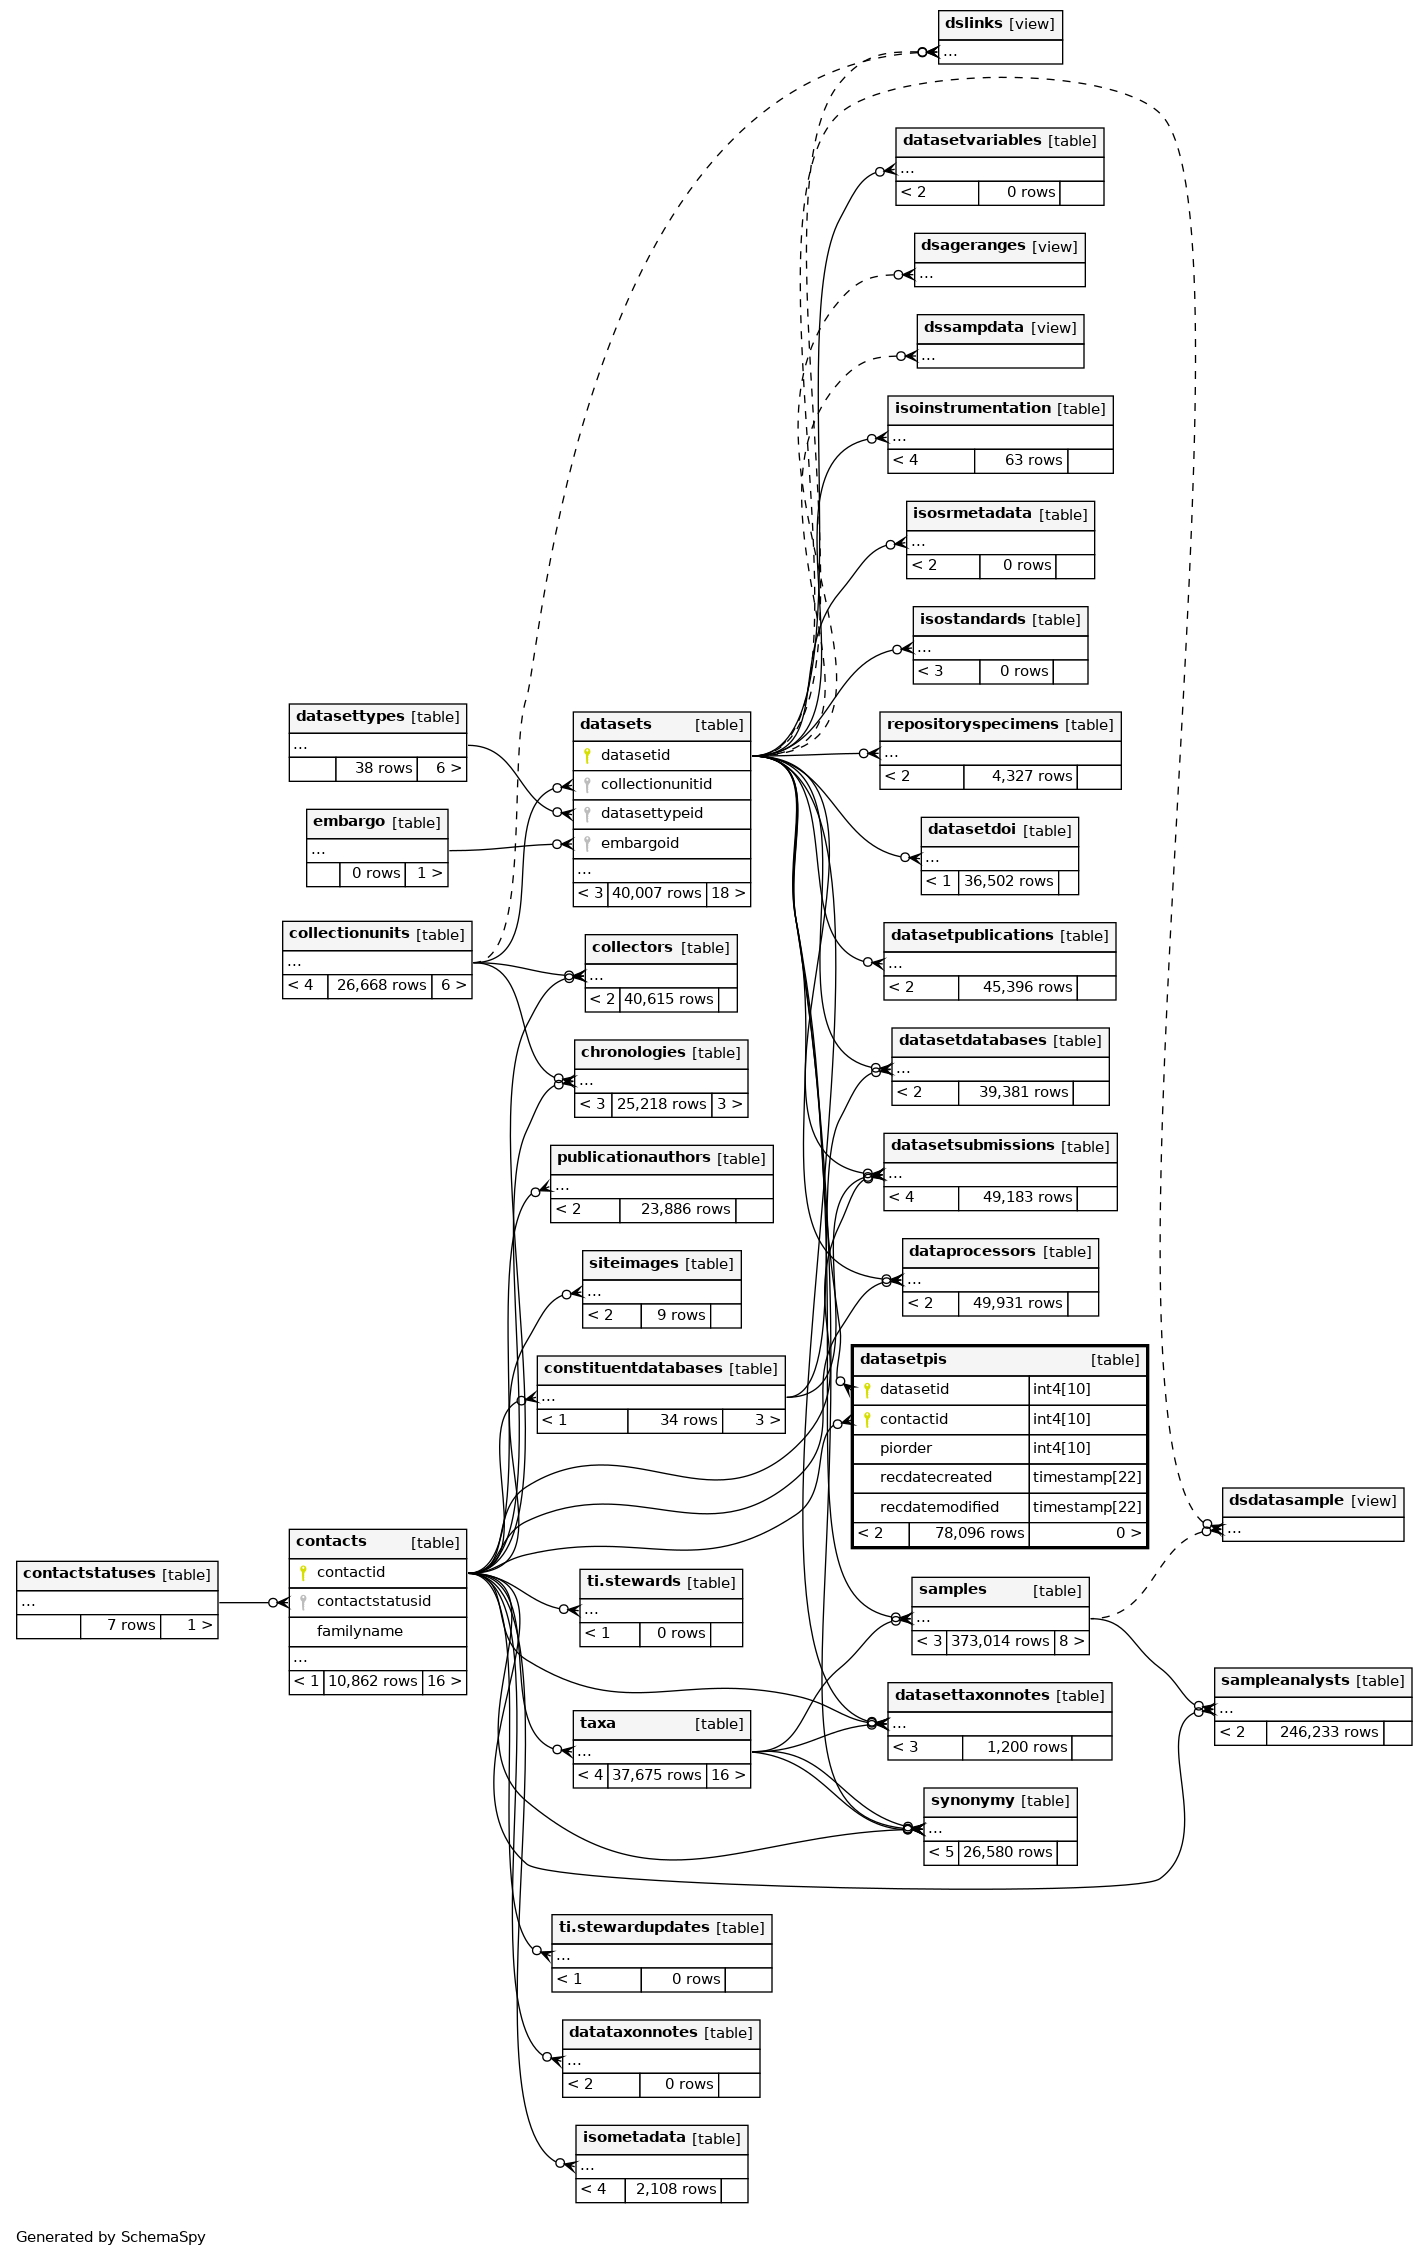 dslinks [view]
...
datasetvariables [table]
...
< 2 0 rows
dsageranges [view]
...
dssampdata [view]
...
isoinstrumentation [table]
...
< 4 63 rows
isosrmetadata [table]
...
< 2 0 rows
isostandards [table]
...
< 3 0 rows
datasettypes [table]
...
38 rows 6 >
datasets [table]
datasetid
collectionunitid
datasettypeid
embargoid
...
< 3 40,007 rows 18 >
repositoryspecimens [table]
...
< 2 4,327 rows
embargo [table]
...
0 rows 1 >
datasetdoi [table]
...
< 1 36,502 rows
collectionunits [table]
...
< 4 26,668 rows 6 >
collectors [table]
...
< 2 40,615 rows
datasetpublications [table]
...
< 2 45,396 rows
chronologies [table]
...
< 3 25,218 rows 3 >
datasetdatabases [table]
...
< 2 39,381 rows
publicationauthors [table]
...
< 2 23,886 rows
datasetsubmissions [table]
...
< 4 49,183 rows
siteimages [table]
...
< 2 9 rows
dataprocessors [table]
...
< 2 49,931 rows
constituentdatabases [table]
...
< 1 34 rows 3 >
datasetpis [table]
datasetid int4[10]
contactid int4[10]
piorder int4[10]
recdatecreated timestamp[22]
recdatemodified timestamp[22]
< 2 78,096 rows 0 >
dsdatasample [view]
...
contactstatuses [table]
...
7 rows 1 >
contacts [table]
contactid
contactstatusid
familyname
...
< 1 10,862 rows 16 >
ti.stewards [table]
...
< 1 0 rows
samples [table]
...
< 3 373,014 rows 8 >
sampleanalysts [table]
...
< 2 246,233 rows
taxa [table]
...
< 4 37,675 rows 16 >
datasettaxonnotes [table]
...
< 3 1,200 rows
synonymy [table]
...
< 5 26,580 rows
ti.stewardupdates [table]
...
< 1 0 rows
datataxonnotes [table]
...
< 2 0 rows
isometadata [table]
...
< 4 2,108 rows
Generated by SchemaSpy